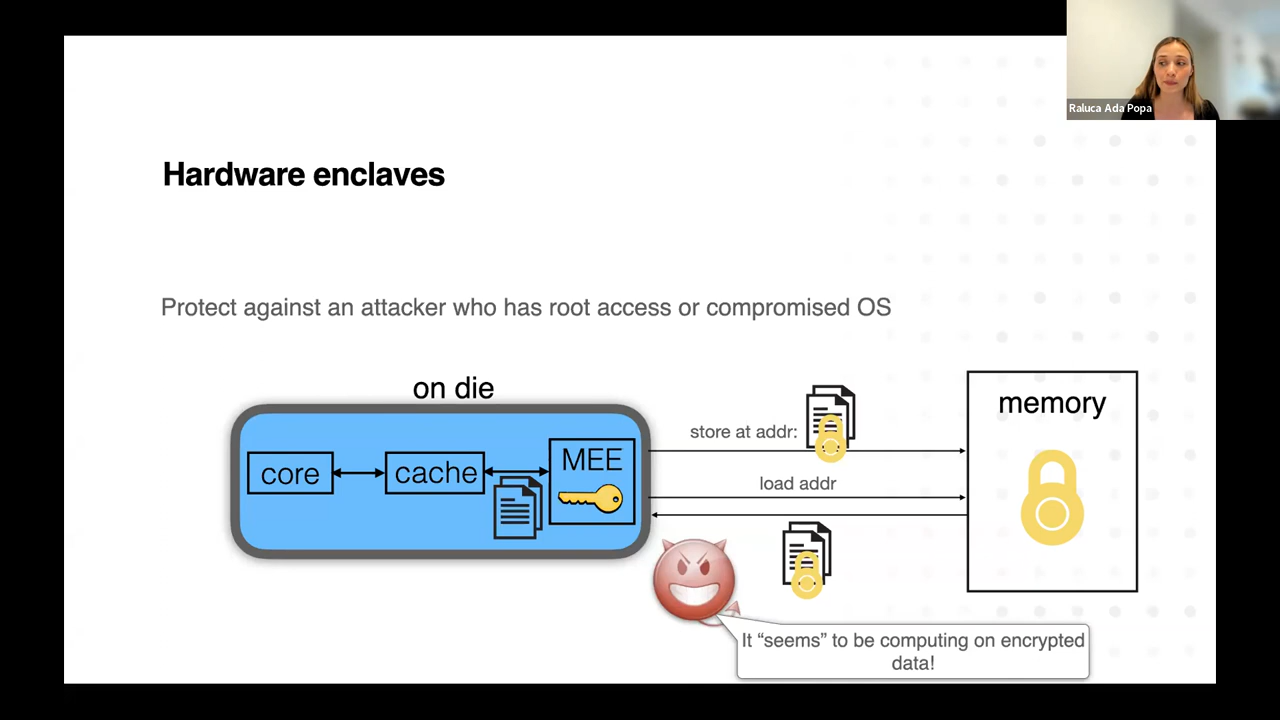 Raluca Ada Popa
Hardware enclaves
Protect against an attacker who has root access or compromised OS
on die
core
cache
MEE
store at addr:
load addr
memory
It “seems” to be computing on encrypted
data!